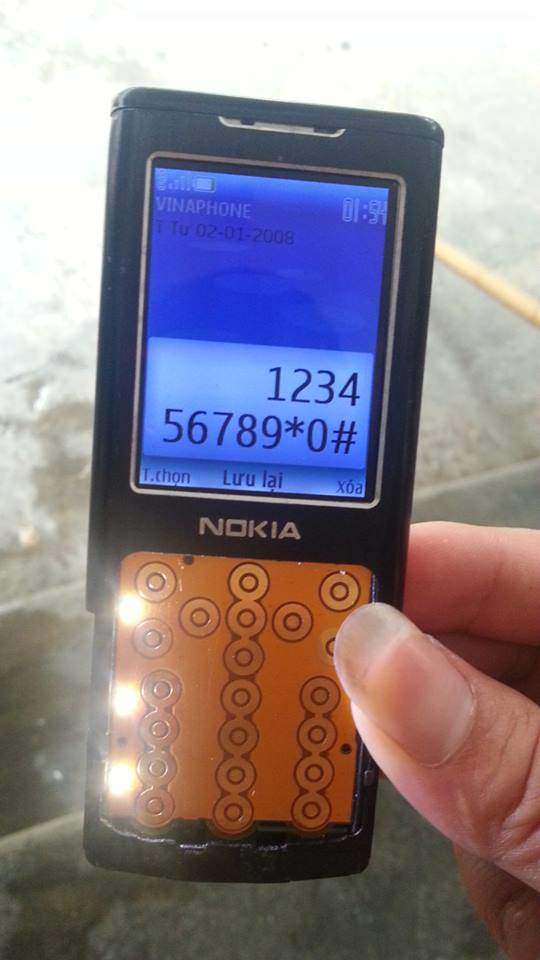 VINAPHONE 01:54
T Tư 02-01-2008
1234
56789*0#
T.chọn Lưu lại Xóa
NOKIA